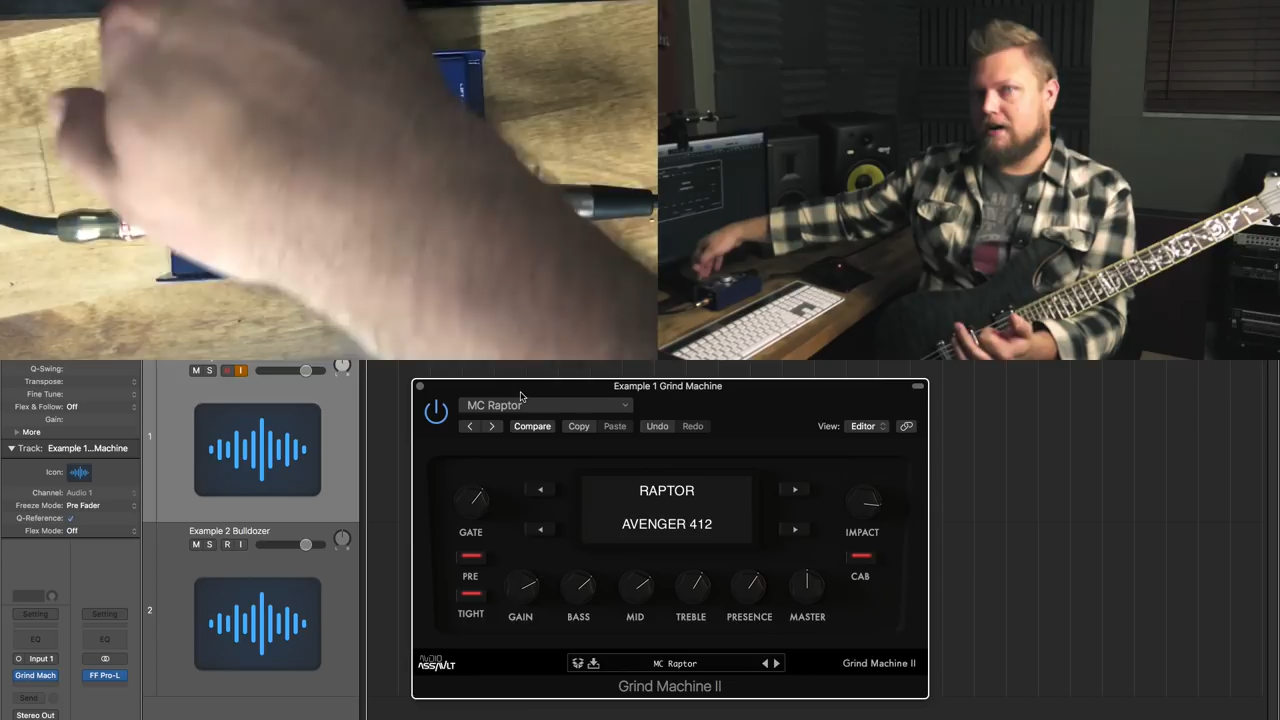 Q-Swing:
Transpose:
Fine Tune:
Flex & Follow: Off
Gain:
More
Track: Example 1...Machine
Icon:
Channel: Audio 1
Freeze Mode: Pre Fader
Q-Reference:
Flex Mode: Off
Setting
Setting
EQ
EQ
Input 1
Grind Mach
FF Pro-L
Send
Stereo Out
M S R I
1
Example 2 Bulldozer
M S R I
2
Example 1 Grind Machine
MC Raptor
Compare
Copy
Paste
Undo
Redo
View: Editor
RAPTOR
AVENGER 412
GATE
IMPACT
PRE
CAB
TIGHT
GAIN
BASS
MID
TREBLE
PRESENCE
MASTER
AUDIO
ASSAULT
MC Raptor
Grind Machine II
Grind Machine II